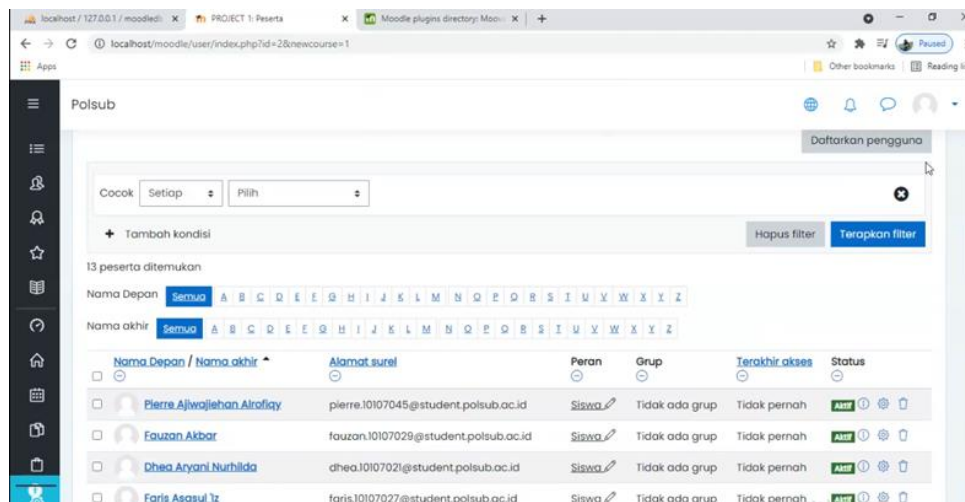 localhost / 127.0.0.1 / moodledb
PROJECT 1: Peserta
Moodle plugins directory: Moov
localhost/moodle/user/index.php?id=2&newcourse=1
Paused
Apps
Other bookmarks
Reading li
Polsub
Daftarkan pengguna
Cocok Setiap Pilih
+ Tambah kondisi
Hapus filter Terapkan filter
13 peserta ditemukan
Nama Depan Semua A B C D E F G H I J K L M N O P Q R S T U V W X Y Z
Nama akhir Semua A B C D E F G H I J K L M N O P Q R S T U V W X Y Z
Nama Depan / Nama akhir Alamat surel Peran Grup Terakhir akses Status
Pierre Ajiwajiehan Alrofiqy pierre.10107045@student.polsub.ac.id Siswa Tidak ada grup Tidak pernah Aktif
Fauzan Akbar fauzan.10107029@student.polsub.ac.id Siswa Tidak ada grup Tidak pernah Aktif
Dhea Aryani Nurhilda dhea.10107021@student.polsub.ac.id Siswa Tidak ada grup Tidak pernah Aktif
Faris Asasul 'Iz faris.10107027@student.polsub.ac.id Siswa Tidak ada grup Tidak pernah Aktif